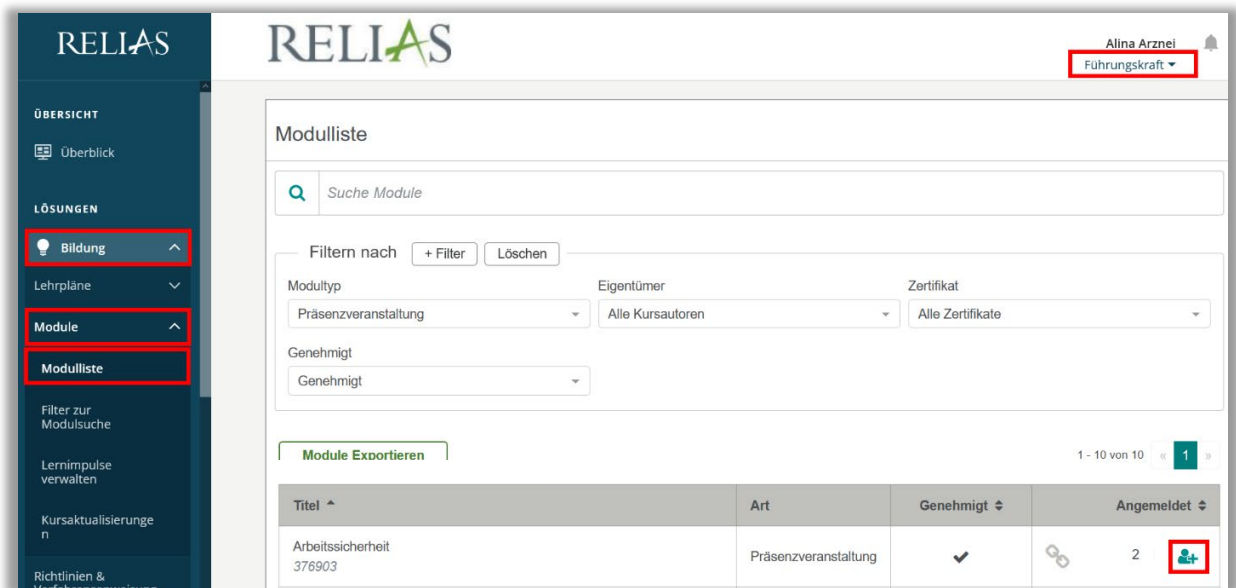 RELIAS
RELIAS
Alina Arznei
Führungskraft
ÜBERSICHT
Überblick
LÖSUNGEN
Bildung
Lehrpläne
Module
Modulliste
Filter zur
Modulsuche
Lernimpulse
verwalten
Kursaktualisierunge
n
Richtlinien &
Modulliste
Suche Module
Filtern nach + Filter Löschen
Modultyp Eigentümer Zertifikat
Präsenzveranstaltung Alle Kursautoren Alle Zertifikate
Genehmigt
Genehmigt
Module Exportieren 1 - 10 von 10 « 1 »
Titel Art Genehmigt Angemeldet
Arbeitssicherheit
376903
Präsenzveranstaltung 2